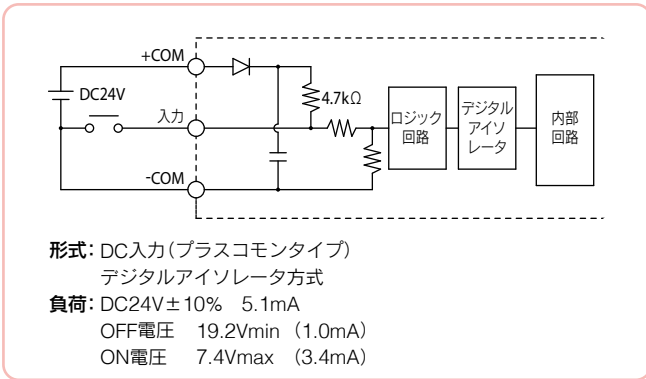 +COM
DC24V
4.7kΩ
入力
ロジック
回路
デジタル
アイソ
レータ
内部
回路
-COM
形式：DC入力（プラスコモンタイプ）
デジタルアイソレータ方式
負荷：DC24V±10% 5.1mA
OFF電圧 19.2Vmin （1.0mA）
ON電圧 7.4Vmax （3.4mA）